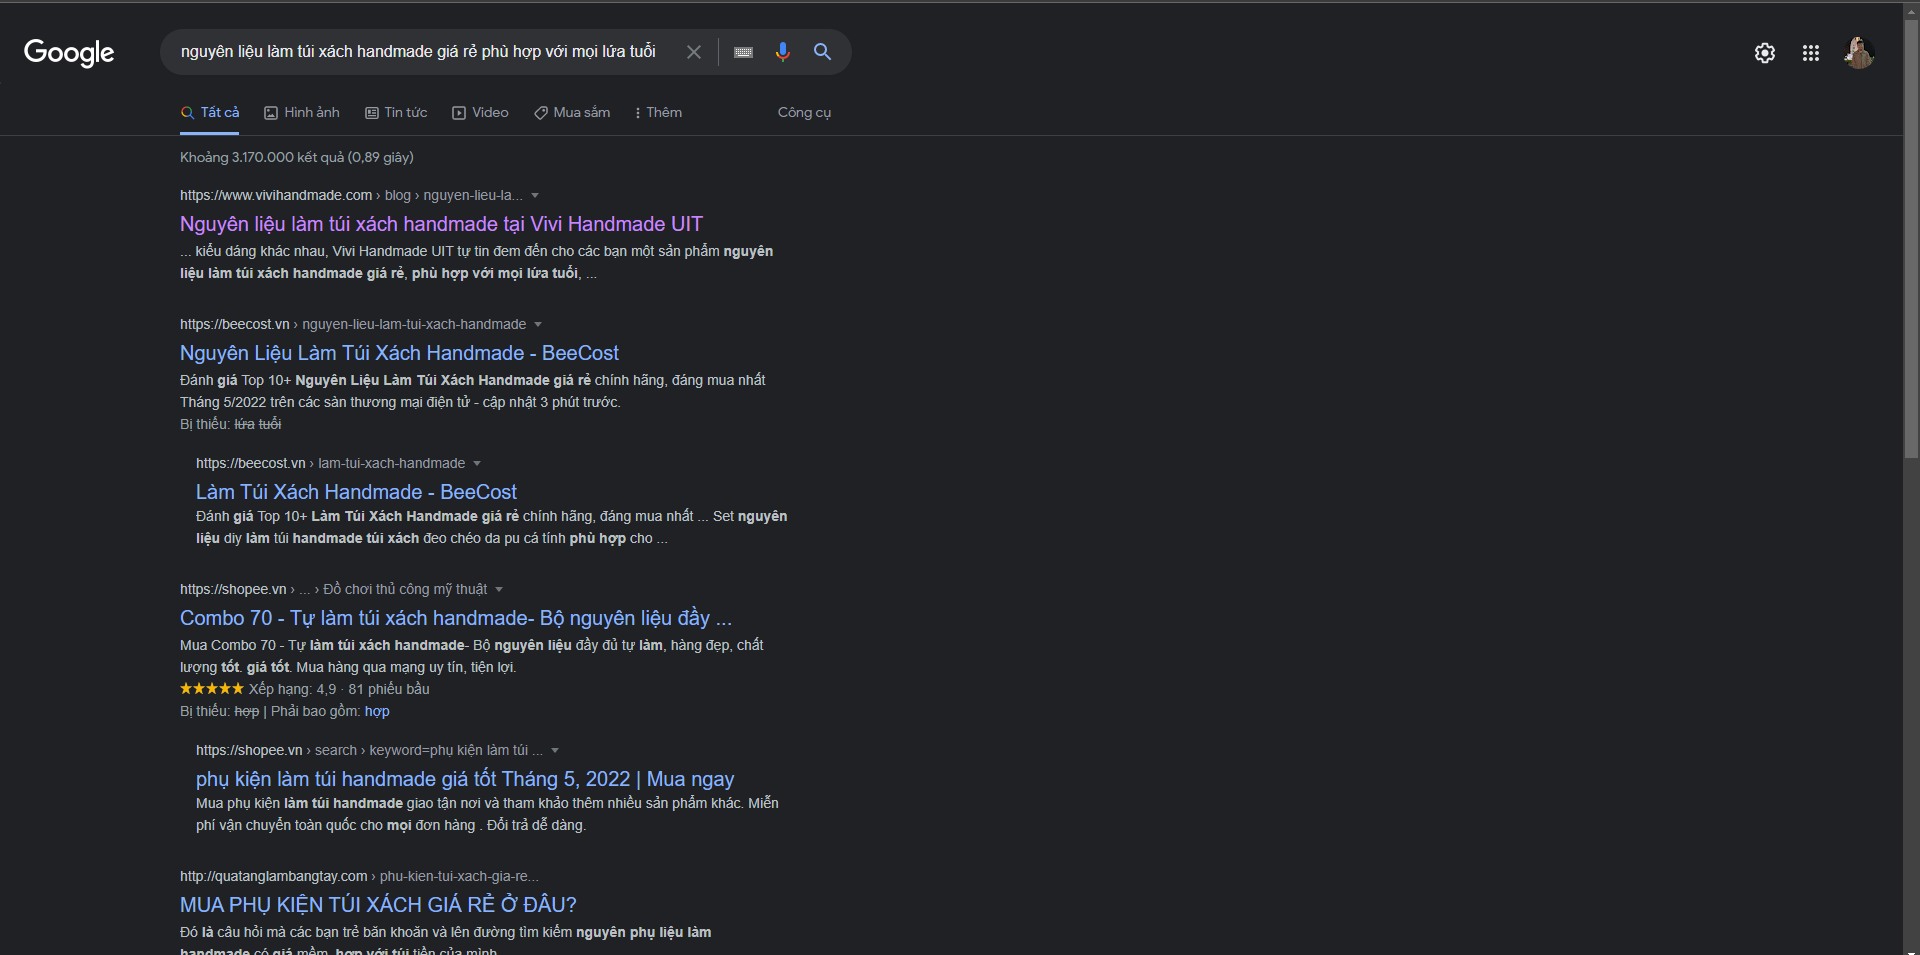 Google
nguyên liệu làm túi xách handmade giá rẻ phù hợp với mọi lứa tuổi
Tất cả
Hình ảnh
Tin tức
Video
Mua sắm
Thêm
Công cụ
Khoảng 3.170.000 kết quả (0,89 giây)
https://www.vivihandmade.com › blog › nguyen-lieu-la...
Nguyên liệu làm túi xách handmade tại Vivi Handmade UIT
... kiểu dáng khác nhau, Vivi Handmade UIT tự tin đem đến cho các bạn một sản phẩm nguyên
liệu làm túi xách handmade giá rẻ, phù hợp với mọi lứa tuổi, ...
https://beecost.vn › nguyen-lieu-lam-tui-xach-handmade
Nguyên Liệu Làm Túi Xách Handmade - BeeCost
Đánh giá Top 10+ Nguyên Liệu Làm Túi Xách Handmade giá rẻ chính hãng, đáng mua nhất
Tháng 5/2022 trên các sàn thương mại điện tử - cập nhật 3 phút trước.
Bị thiếu: lứa tuổi
https://beecost.vn › lam-tui-xach-handmade
Làm Túi Xách Handmade - BeeCost
Đánh giá Top 10+ Làm Túi Xách Handmade giá rẻ chính hãng, đáng mua nhất ... Set nguyên
liệu diy làm túi handmade túi xách đeo chéo da pu cá tính phù hợp cho ...
https://shopee.vn › ... › Đồ chơi thủ công mỹ thuật
Combo 70 - Tự làm túi xách handmade- Bộ nguyên liệu đầy ...
Mua Combo 70 - Tự làm túi xách handmade- Bộ nguyên liệu đầy đủ tự làm, hàng đẹp, chất
lượng tốt. giá tốt. Mua hàng qua mạng uy tín, tiện lợi.
Xếp hạng: 4,9 · 81 phiếu bầu
Bị thiếu: hợp | Phải bao gồm: hợp
https://shopee.vn › search › keyword=phụ kiện làm túi ...
phụ kiện làm túi handmade giá tốt Tháng 5, 2022 | Mua ngay
Mua phụ kiện làm túi handmade giao tận nơi và tham khảo thêm nhiều sản phẩm khác. Miễn
phí vận chuyển toàn quốc cho mọi đơn hàng . Đổi trả dễ dàng.
http://quatanglambangtay.com › phu-kien-tui-xach-gia-re...
MUA PHỤ KIỆN TÚI XÁCH GIÁ RẺ Ở ĐÂU?
Đó là câu hỏi mà các bạn trẻ băn khoăn và lên đường tìm kiếm nguyên phụ liệu làm
handmade có giá mềm, hợp với túi tiền của mình